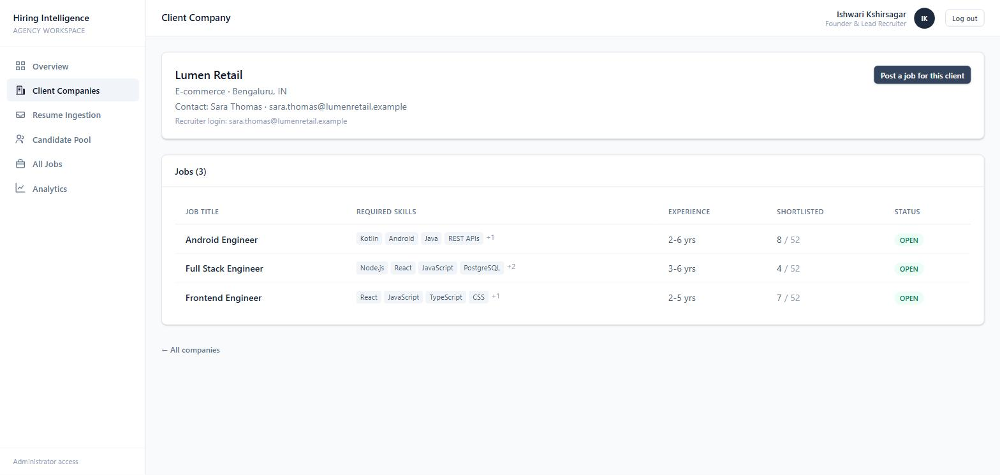 Hiring Intelligence
AGENCY WORKSPACE
Overview
Client Companies
Resume Ingestion
Candidate Pool
All Jobs
Analytics
Administrator access
Client Company
Ishwari Kshirsagar
Founder & Lead Recruiter
IK
Log out
Lumen Retail
Post a job for this client
E-commerce · Bengaluru, IN
Contact: Sara Thomas · sara.thomas@lumenretail.example
Recruiter login: sara.thomas@lumenretail.example
Jobs (3)
JOB TITLE REQUIRED SKILLS EXPERIENCE SHORTLISTED STATUS
Android Engineer Kotlin Android Java REST APIs +1 2-6 yrs 8 / 52 OPEN
Full Stack Engineer Node.js React JavaScript PostgreSQL +2 3-6 yrs 4 / 52 OPEN
Frontend Engineer React JavaScript TypeScript CSS +1 2-5 yrs 7 / 52 OPEN
← All companies